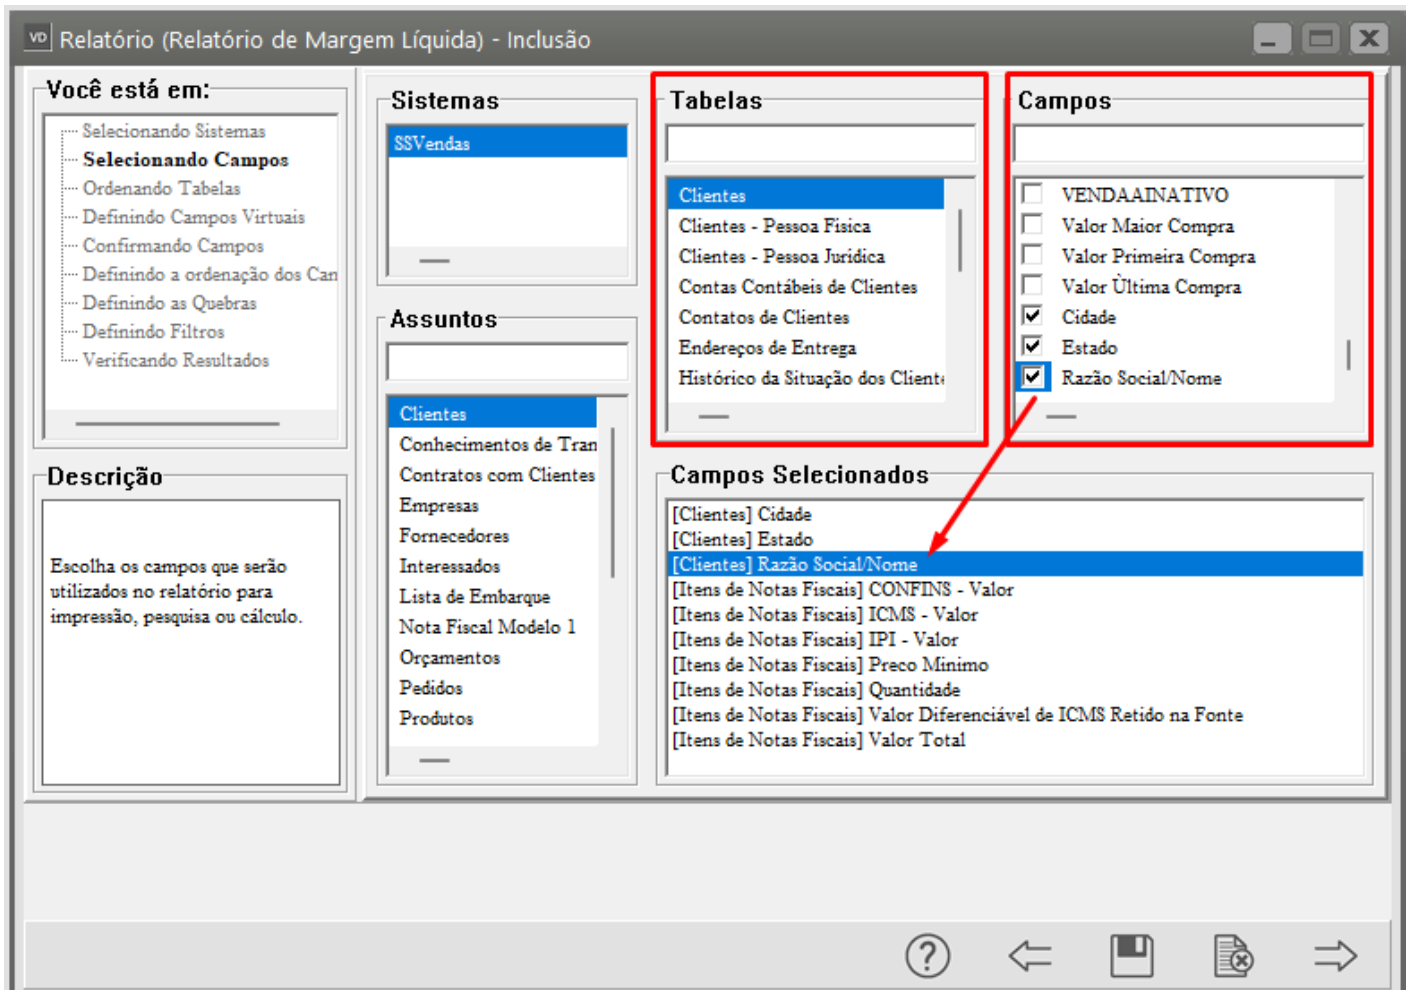 VD Relatório (Relatório de Margem Líquida) - Inclusão
Você está em:
Selecionando Sistemas
Selecionando Campos
Ordenando Tabelas
Definindo Campos Virtuais
Confirmando Campos
Definindo a ordenação dos Can
Definindo as Quebras
Definindo Filtros
Verificando Resultados
Descrição
Escolha os campos que serão
utilizados no relatório para
impressão, pesquisa ou cálculo.
Sistemas
SSVendas
Assuntos
Clientes
Conhecimentos de Tran
Contratos com Clientes
Empresas
Fornecedores
Interessados
Lista de Embarque
Nota Fiscal Modelo 1
Orçamentos
Pedidos
Produtos
Tabelas
Clientes
Clientes - Pessoa Fisica
Clientes - Pessoa Juridica
Contas Contábeis de Clientes
Contatos de Clientes
Endereços de Entrega
Histórico da Situação dos Client
Campos
VENDAAINATIVO
Valor Maior Compra
Valor Primeira Compra
Valor Ùltima Compra
Cidade
Estado
Razão Social/Nome
Campos Selecionados
[Clientes] Cidade
[Clientes] Estado
[Clientes] Razão Social/Nome
[Itens de Notas Fiscais] CONFINS - Valor
[Itens de Notas Fiscais] ICMS - Valor
[Itens de Notas Fiscais] IPI - Valor
[Itens de Notas Fiscais] Preco Minimo
[Itens de Notas Fiscais] Quantidade
[Itens de Notas Fiscais] Valor Diferenciável de ICMS Retido na Fonte
[Itens de Notas Fiscais] Valor Total